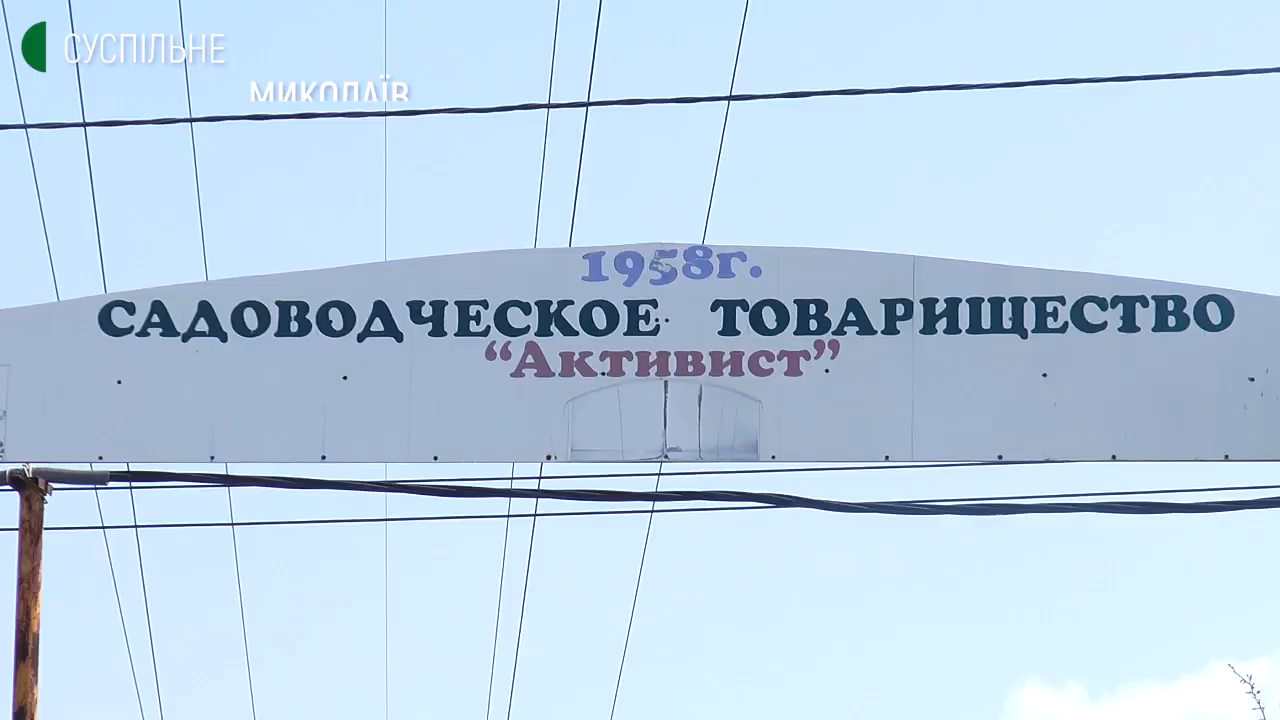 СУСПІЛЬНЕ
МИКОЛАЇВ
1958г.
САДОВОДЧЕСКОЕ ТОВАРИЩЕСТВО
“Активист”